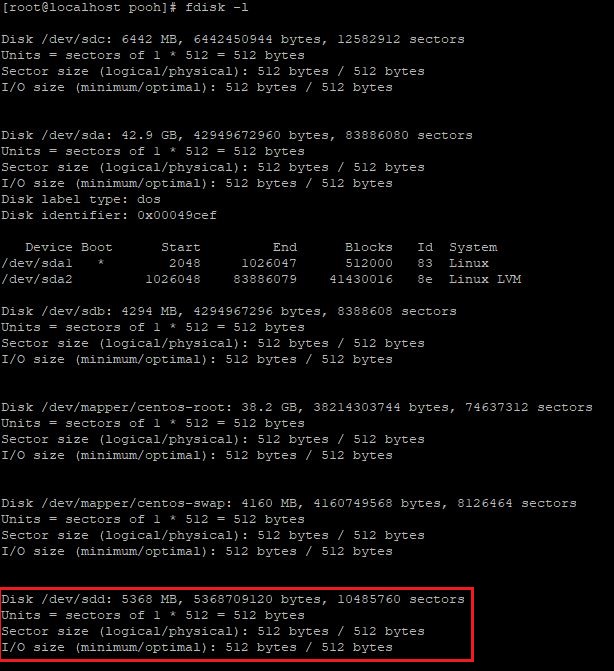 [root@localhost pooh]# fdisk -l
Disk /dev/sdc: 6442 MB, 6442450944 bytes, 12582912 sectors
Units = sectors of 1 * 512 = 512 bytes
Sector size (logical/physical): 512 bytes / 512 bytes
I/O size (minimum/optimal): 512 bytes / 512 bytes
Disk /dev/sda: 42.9 GB, 42949672960 bytes, 83886080 sectors
Units = sectors of 1 * 512 = 512 bytes
Sector size (logical/physical): 512 bytes / 512 bytes
I/O size (minimum/optimal): 512 bytes / 512 bytes
Disk label type: dos
Disk identifier: 0x00049cef
Device Boot Start End Blocks Id System
/dev/sda1 * 2048 1026047 512000 83 Linux
/dev/sda2 1026048 83886079 41430016 8e Linux LVM
Disk /dev/sdb: 4294 MB, 4294967296 bytes, 8388608 sectors
Units = sectors of 1 * 512 = 512 bytes
Sector size (logical/physical): 512 bytes / 512 bytes
I/O size (minimum/optimal): 512 bytes / 512 bytes
Disk /dev/mapper/centos-root: 38.2 GB, 38214303744 bytes, 74637312 sectors
Units = sectors of 1 * 512 = 512 bytes
Sector size (logical/physical): 512 bytes / 512 bytes
I/O size (minimum/optimal): 512 bytes / 512 bytes
Disk /dev/mapper/centos-swap: 4160 MB, 4160749568 bytes, 8126464 sectors
Units = sectors of 1 * 512 = 512 bytes
Sector size (logical/physical): 512 bytes / 512 bytes
I/O size (minimum/optimal): 512 bytes / 512 bytes
Disk /dev/sdd: 5368 MB, 5368709120 bytes, 10485760 sectors
Units = sectors of 1 * 512 = 512 bytes
Sector size (logical/physical): 512 bytes / 512 bytes
I/O size (minimum/optimal): 512 bytes / 512 bytes